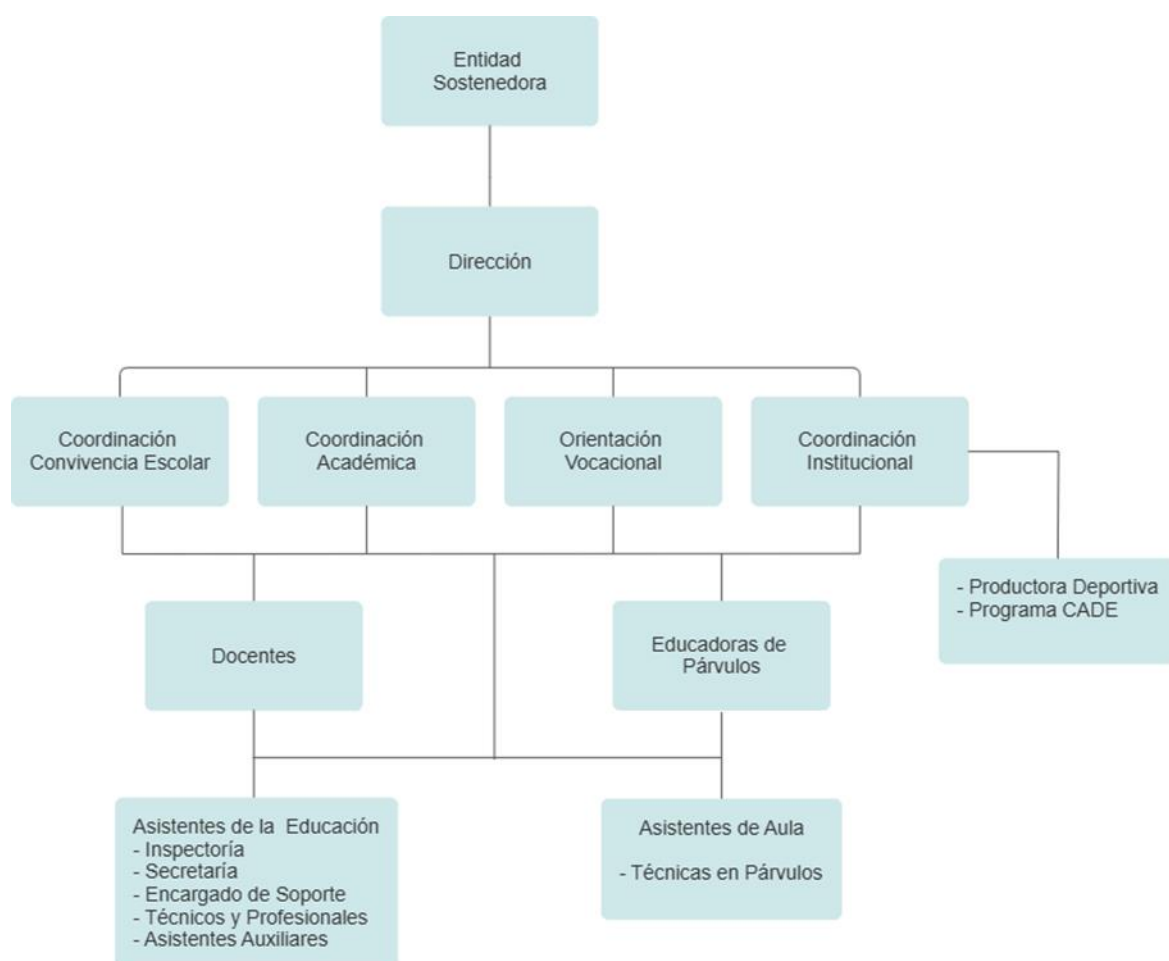 Entidad
Sostenedora
Dirección
Coordinación
Convivencia Escolar
Coordinación
Académica
Orientación
Vocacional
Coordinación
Institucional
- Productora Deportiva
- Programa CADE
Docentes
Educadoras de
Párvulos
Asistentes de la Educación
- Inspectoría
- Secretaría
- Encargado de Soporte
- Técnicos y Profesionales
- Asistentes Auxiliares
Asistentes de Aula
- Técnicas en Párvulos